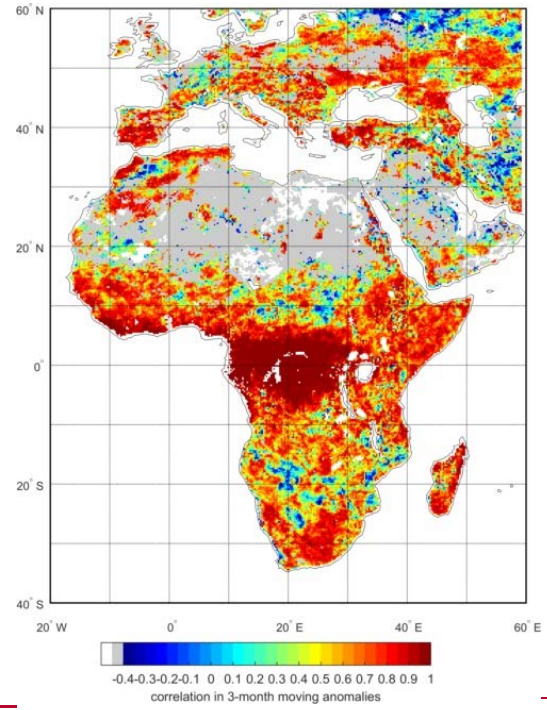 60° N
40° N
20° N
0°
20° S
40° S
20° W 0° 20° E 40° E 60° E
-0.4-0.3-0.2-0.1 0 0.1 0.2 0.3 0.4 0.5 0.6 0.7 0.8 0.9 1
correlation in 3-month moving anomalies